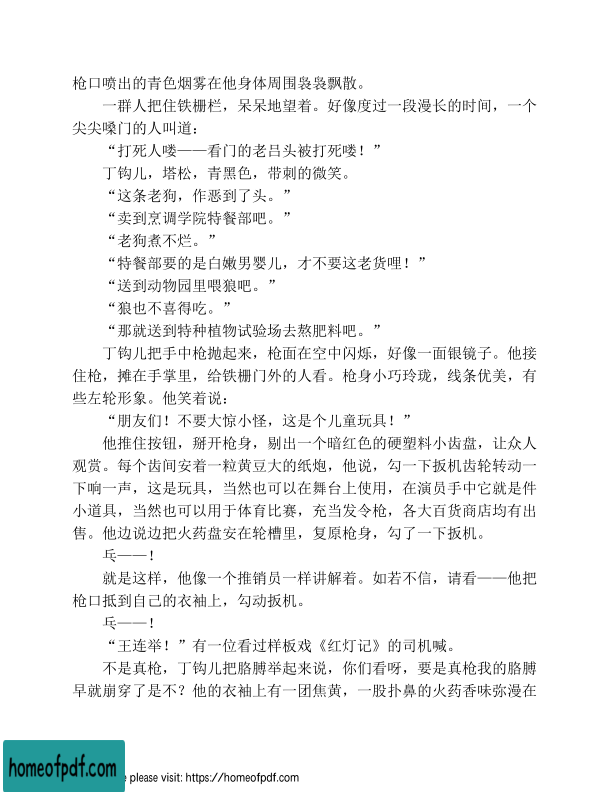 枪口喷出的青色烟雾在他身体周围袅袅飘散。
一群人把住铁栅栏，呆呆地望着。好像度过一段漫长的时间，一个
尖尖嗓门的人叫道：
“打死人喽——看门的老吕头被打死喽！”
丁钩儿，塔松，青黑色，带刺的微笑。
“这条老狗，作恶到了头。”
“卖到烹调学院特餐部吧。”
“老狗煮不烂。”
“特餐部要的是白嫩男婴儿，才不要这老货哩！”
“送到动物园里喂狼吧。”
“狼也不喜得吃。”
“那就送到特种植物试验场去熬肥料吧。”
丁钩儿把手中枪抛起来，枪面在空中闪烁，好像一面银镜子。他接
住枪，摊在手掌里，给铁栅门外的人看。枪身小巧玲珑，线条优美，有
些左轮形象。他笑着说：
“朋友们！不要大惊小怪，这是个儿童玩具！”
他推住按钮，掰开枪身，剔出一个暗红色的硬塑料小齿盘，让众人
观赏。每个齿间安着一粒黄豆大的纸炮，他说，勾一下扳机齿轮转动一
下响一声，这是玩具，当然也可以在舞台上使用，在演员手中它就是件
小道具，当然也可以用于体育比赛，充当发令枪，各大百货商店均有出
售。他边说边把火药盘安在轮槽里，复原枪身，勾了一下扳机。
乓——！
就是这样，他像一个推销员一样讲解着。如若不信，请看——他把
枪口抵到自己的衣袖上，勾动扳机。
乓——！
“王连举！”有一位看过样板戏《红灯记》的司机喊。
不是真枪，丁钩儿把胳膊举起来说，你们看呀，要是真枪我的胳膊
早就崩穿了是不？他的衣袖上有一团焦黄，一股扑鼻的火药香味弥漫在
homeofpdf.com
e please visit: https://homeofpdf.com